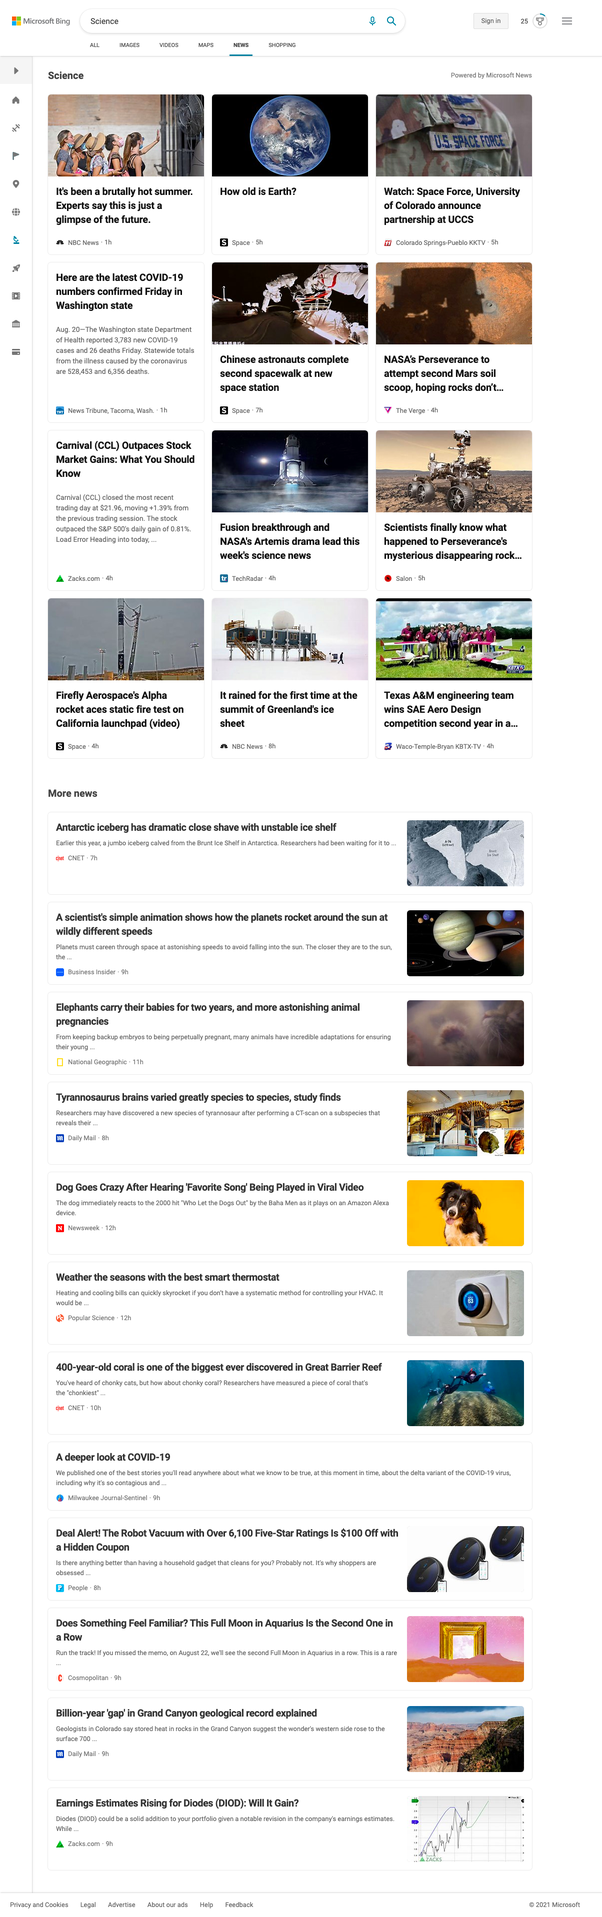 Microsoft Bing
Science
Sign in
25
ALL IMAGES VIDEOS MAPS NEWS SHOPPING
Science
Powered by Microsoft News
It's been a brutally hot summer.
Experts say this is just a
glimpse of the future.
NBC News · 1h
How old is Earth?
Space · 5h
U.S. SPACE FORCE
Watch: Space Force, University
of Colorado announce
partnership at UCCS
Colorado Springs-Pueblo KKTV · 5h
Here are the latest COVID-19
numbers confirmed Friday in
Washington state
Aug. 20—The Washington state Department
of Health reported 3,783 new COVID-19
cases and 26 deaths Friday. Statewide totals
from the illness caused by the coronavirus
are 528,453 and 6,356 deaths.
News Tribune, Tacoma, Wash. · 1h
Chinese astronauts complete
second spacewalk at new
space station
Space · 7h
NASA's Perseverance to
attempt second Mars soil
scoop, hoping rocks don't...
The Verge · 4h
Carnival (CCL) Outpaces Stock
Market Gains: What You Should
Know
Carnival (CCL) closed the most recent
trading day at $21.96, moving +1.39% from
the previous trading session. The stock
outpaced the S&P 500's daily gain of 0.81%.
Load Error Heading into today, ...
Zacks.com · 4h
Fusion breakthrough and
NASA's Artemis drama lead this
week's science news
TechRadar · 4h
Scientists finally know what
happened to Perseverance's
mysterious disappearing rock...
Salon · 5h
Firefly Aerospace's Alpha
rocket aces static fire test on
California launchpad (video)
Space · 4h
It rained for the first time at the
summit of Greenland's ice
sheet
NBC News · 8h
Texas A&M engineering team
wins SAE Aero Design
competition second year in a...
Waco-Temple-Bryan KBTX-TV · 4h
More news
Antarctic iceberg has dramatic close shave with unstable ice shelf
Earlier this year, a jumbo iceberg calved from the Brunt Ice Shelf in Antarctica. Researchers had been waiting for it to ...
CNET · 7h
A scientist's simple animation shows how the planets rocket around the sun at
wildly different speeds
Planets must careen through space at astonishing speeds to avoid falling into the sun. The closer they are to the sun,
the ...
Business Insider · 9h
Elephants carry their babies for two years, and more astonishing animal
pregnancies
From keeping backup embryos to being perpetually pregnant, many animals have incredible adaptations for ensuring
their young ...
National Geographic · 11h
Tyrannosaurus brains varied greatly species to species, study finds
Researchers may have discovered a new species of tyrannosaur after performing a CT-scan on a subspecies that
reveals their ...
Daily Mail · 8h
Dog Goes Crazy After Hearing 'Favorite Song' Being Played in Viral Video
The dog immediately reacts to the 2000 hit "Who Let the Dogs Out" by the Baha Men as it plays on an Amazon Alexa
device.
Newsweek · 12h
Weather the seasons with the best smart thermostat
Heating and cooling bills can quickly skyrocket if you don't have a systematic method for controlling your HVAC. It
would be ...
Popular Science · 12h
63
400-year-old coral is one of the biggest ever discovered in Great Barrier Reef
You've heard of chonky cats, but how about chonky coral? Researchers have measured a piece of coral that's
the "chonkiest" ...
CNET · 10h
A deeper look at COVID-19
We published one of the best stories you'll read anywhere about what we know to be true, at this moment in time, about the delta variant of the COVID-19 virus,
including why it's so contagious and ...
Milwaukee Journal-Sentinel · 9h
Deal Alert! The Robot Vacuum with Over 6,100 Five-Star Ratings Is $100 Off with
a Hidden Coupon
Is there anything better than having a household gadget that cleans for you? Probably not. It's why shoppers are
obsessed ...
People · 8h
Does Something Feel Familiar? This Full Moon in Aquarius Is the Second One in
a Row
Run the track! If you missed the memo, on August 22, we'll see the second Full Moon in Aquarius in a row. This is a rare
...
Cosmopolitan · 9h
Billion-year 'gap' in Grand Canyon geological record explained
Geologists in Colorado say stored heat in rocks in the Grand Canyon suggest the wonder's western side rose to the
surface 700 ...
Daily Mail · 9h
Earnings Estimates Rising for Diodes (DIOD): Will It Gain?
Diodes (DIOD) could be a solid addition to your portfolio given a notable revision in the company's earnings estimates.
While ...
Zacks.com · 9h
ZACKS
Privacy and Cookies Legal Advertise About our ads Help Feedback
© 2021 Microsoft